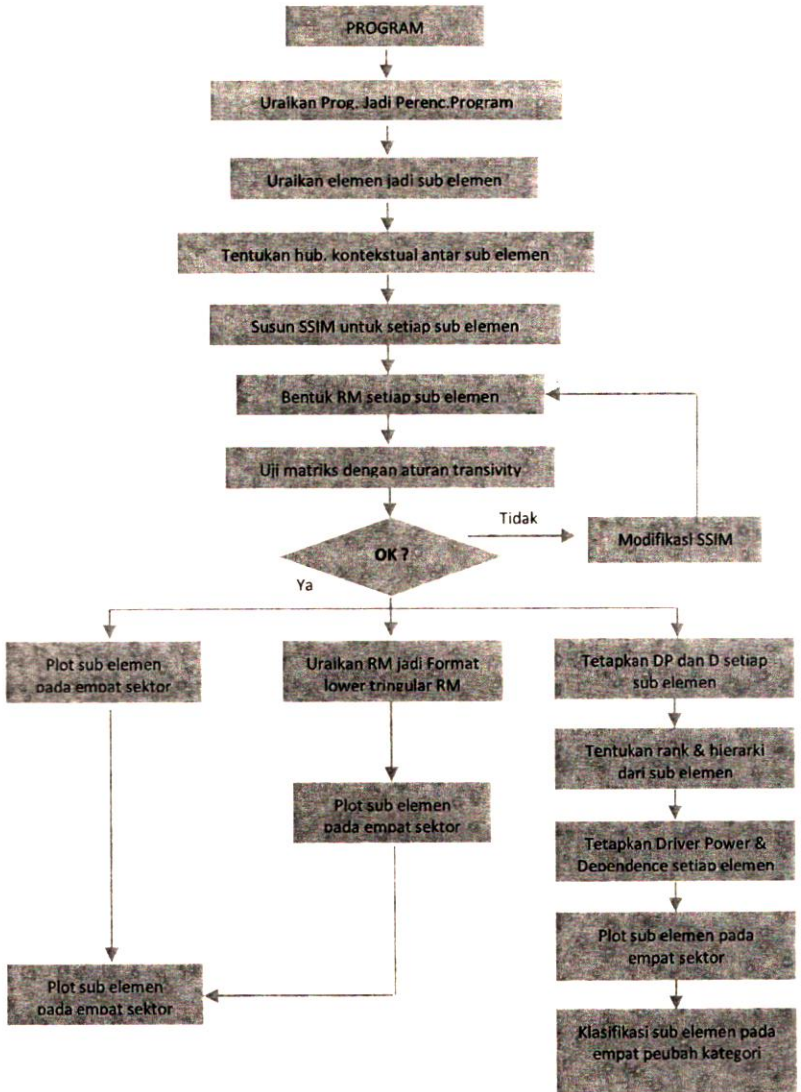 PROGRAM
Uraikan Prog. Jadi Perenc.Program
Uraikan elemen jadi sub elemen
Tentukan hub. kontekstual antar sub elemen
Susun SSIM untuk setiap sub elemen
Bentuk RM setiap sub elemen
Uji matriks dengan aturan transivity
OK ?
Tidak
Modifikasi SSIM
Ya
Plot sub elemen
pada empat sektor
Uraikan RM jadi Format
lower tringular RM
Tetapkan DP dan D setiap
sub elemen
Tentukan rank & hierarki
dari sub elemen
Plot sub elemen
pada empat sektor
Tetapkan Driver Power &
Dependence setiap elemen
Plot sub elemen pada
empat sektor
Plot sub elemen
pada empat sektor
Klasifikasi sub elemen pada
empat peubah kategori